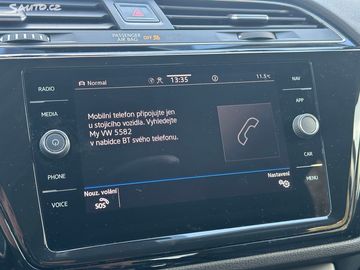 SAUTO.CZ
PASSENGER
AIR BAG OFF
RADIO
MEDIA
PHONE
VOICE
Normal
13:35
11.5°C
Mobilní telefon připojujte jen
u stojícího vozidla. Vyhledejte
My VW 5582
v nabídce BT svého telefonu.
Nouz. volání
SOS
Nastavení
NAV
APP
CAR
MENU